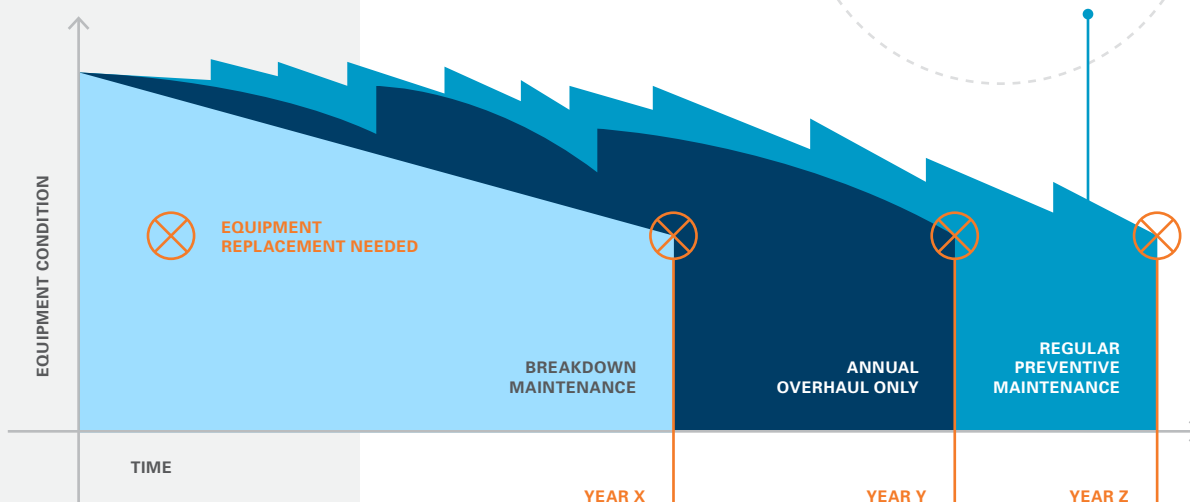 EQUIPMENT CONDITION
EQUIPMENT
REPLACEMENT NEEDED
BREAKDOWN
MAINTENANCE
ANNUAL
OVERHAUL ONLY
REGULAR
PREVENTIVE
MAINTENANCE
TIME
YEAR X
YEAR Y
YEAR Z